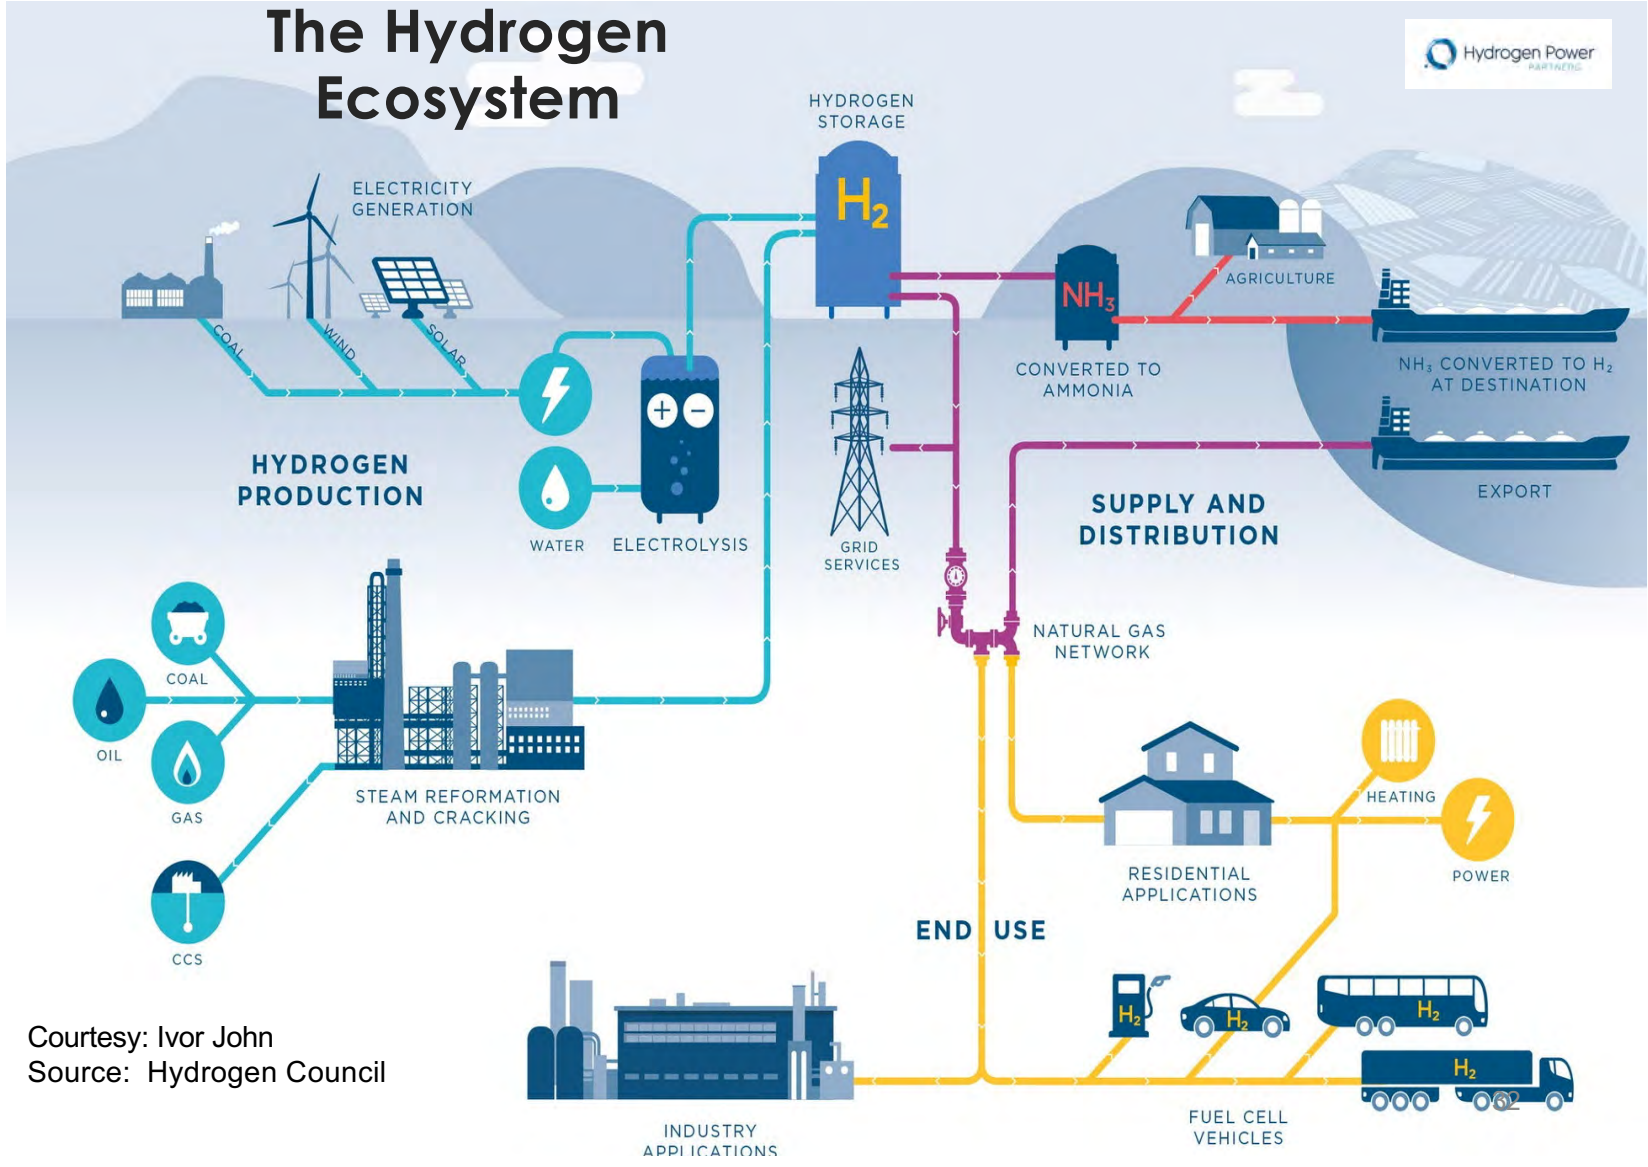 The Hydrogen
Ecosystem
Hydrogen Power
PARTNERS
HYDROGEN
STORAGE
H2
ELECTRICITY
GENERATION
COAL
WIND
SOLAR
NH3
AGRICULTURE
CONVERTED TO
AMMONIA
NH3 CONVERTED TO H2
AT DESTINATION
EXPORT
HYDROGEN
PRODUCTION
+ −
WATER
ELECTROLYSIS
GRID
SERVICES
SUPPLY AND
DISTRIBUTION
NATURAL GAS
NETWORK
COAL
OIL
GAS
CCS
STEAM REFORMATION
AND CRACKING
HEATING
POWER
RESIDENTIAL
APPLICATIONS
END USE
H2
H2
H2
H2
32
FUEL CELL
VEHICLES
INDUSTRY
APPLICATIONS
Courtesy: Ivor John
Source: Hydrogen Council